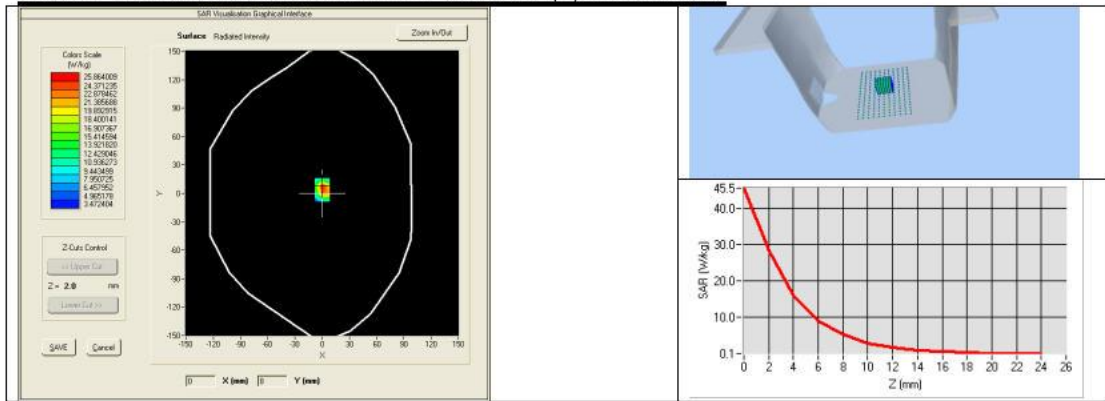 SAR Visualisation Graphical Interface
Surface Radiated Intensity
Zoom In/Out
Colors Scale
(W/kg)
25.864009
24.371235
22.878462
21.385688
19.892915
18.400141
16.907367
15.414594
13.921820
12.429046
10.936273
9.443499
7.950725
6.457952
4.965178
3.472404
150
120
90
60
30
0
-30
-60
-90
-120
-150
Y
-150 -120 -90 -60 -30 0 30 60 90 120 150
X
Z-Cuts Control
<< Upper Cut
Z = 2.0 mm
Lower Cut >>
SAVE Cancel
0 X (mm) 8 Y (mm)
45.5
40.0
30.0
20.0
10.0
0.1
SAR (W/kg)
0 2 4 6 8 10 12 14 16 18 20 22 24 26
Z (mm)